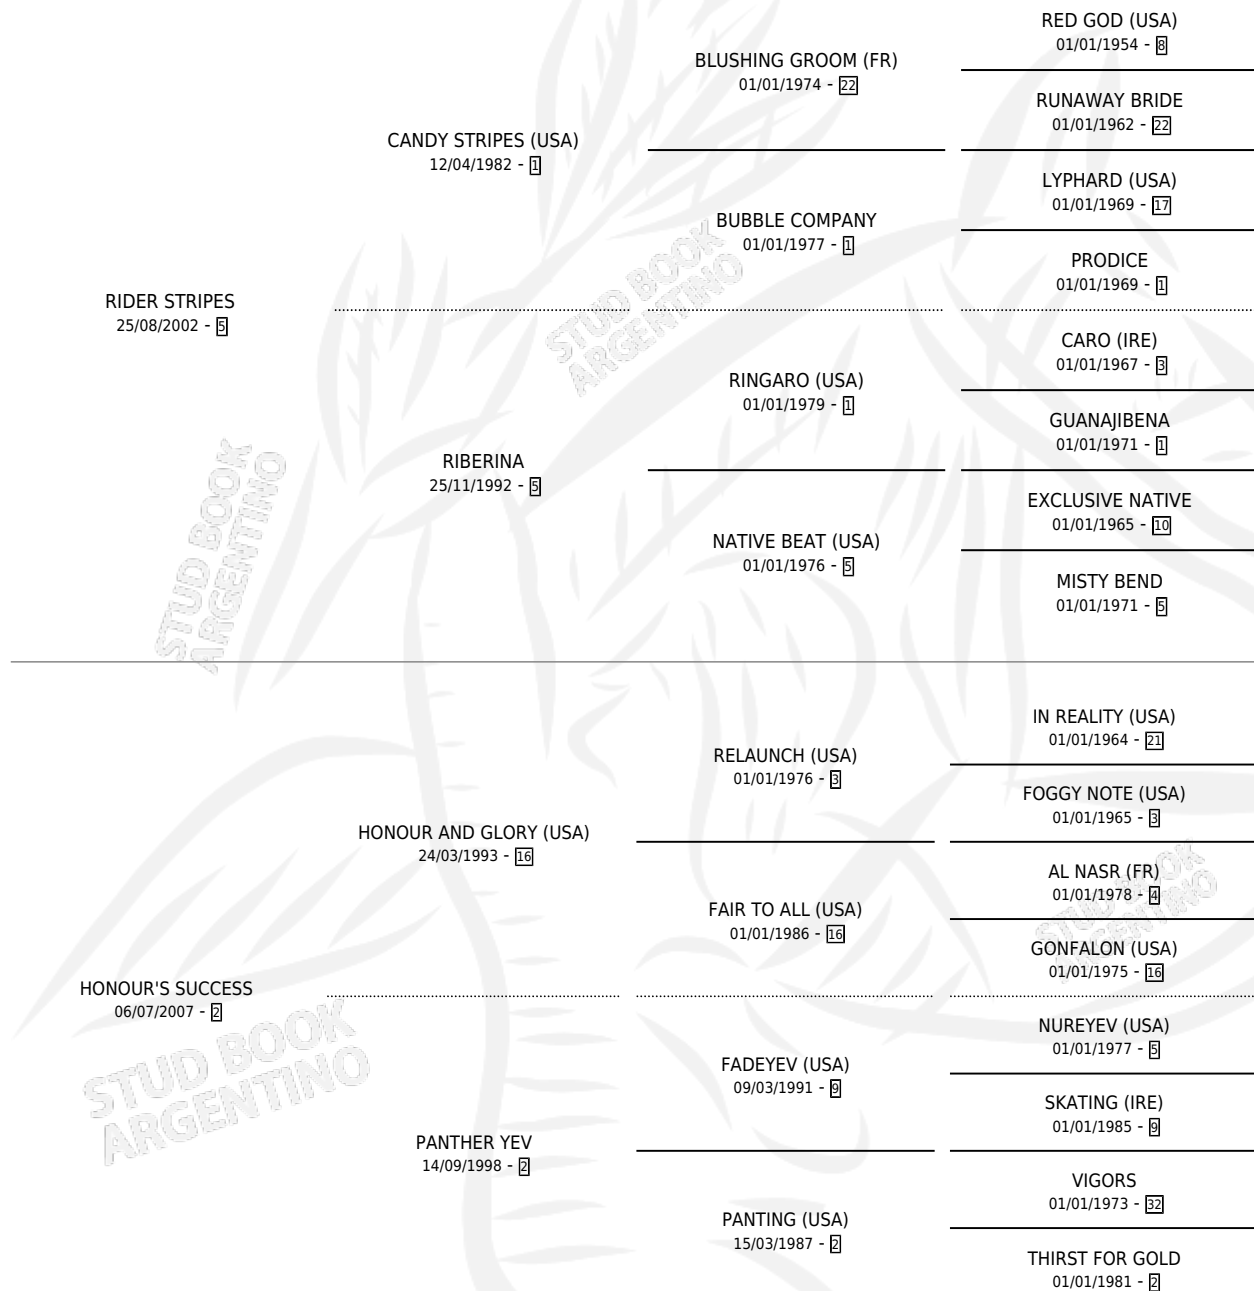 RED GOD (USA)
01/01/1954 - 8
BLUSHING GROOM (FR)
01/01/1974 - 22
RUNAWAY BRIDE
01/01/1962 - 22
CANDY STRIPES (USA)
12/04/1982 - 1
LYPHARD (USA)
01/01/1969 - 17
BUBBLE COMPANY
01/01/1977 - 1
PRODICE
01/01/1969 - 1
RIDER STRIPES
25/08/2002 - 5
STUD BOOK
ARGENTINO
CARO (IRE)
01/01/1967 - 3
RINGARO (USA)
01/01/1979 - 1
GUANAJIBENA
01/01/1971 - 1
RIBERINA
25/11/1992 - 5
EXCLUSIVE NATIVE
01/01/1965 - 10
NATIVE BEAT (USA)
01/01/1976 - 5
MISTY BEND
01/01/1971 - 5
STUD BOOK
ARGENTINO
IN REALITY (USA)
01/01/1964 - 21
RELAUNCH (USA)
01/01/1976 - 3
FOGGY NOTE (USA)
01/01/1965 - 3
HONOUR AND GLORY (USA)
24/03/1993 - 16
AL NASR (FR)
01/01/1978 - 4
FAIR TO ALL (USA)
01/01/1986 - 16
STUD BOOK
ARGENTINO
GONFALON (USA)
01/01/1975 - 16
HONOUR'S SUCCESS
06/07/2007 - 2
NUREYEV (USA)
01/01/1977 - 5
FADEYEV (USA)
09/03/1991 - 9
STUD BOOK
ARGENTINO
SKATING (IRE)
01/01/1985 - 9
PANTHER YEV
14/09/1998 - 2
VIGORS
01/01/1973 - 32
PANTING (USA)
15/03/1987 - 2
THIRST FOR GOLD
01/01/1981 - 2